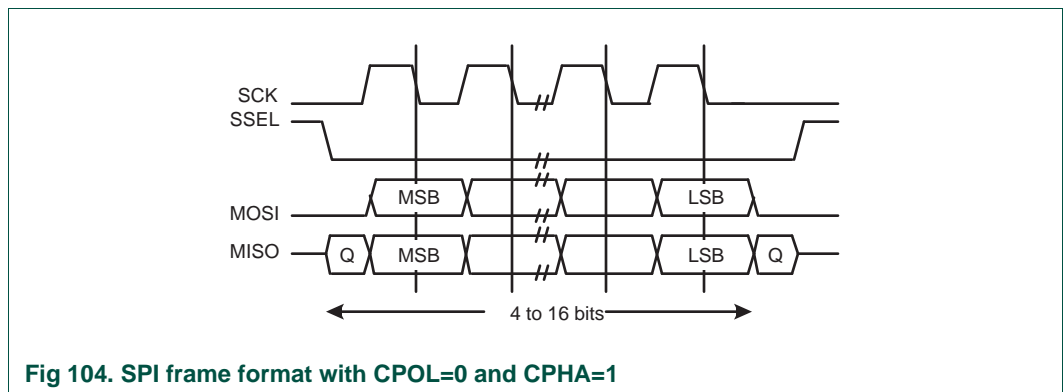 SCK
SSEL
MOSI
MSB
LSB
MISO
Q
MSB
LSB
Q
4 to 16 bits
Fig 104. SPI frame format with CPOL=0 and CPHA=1